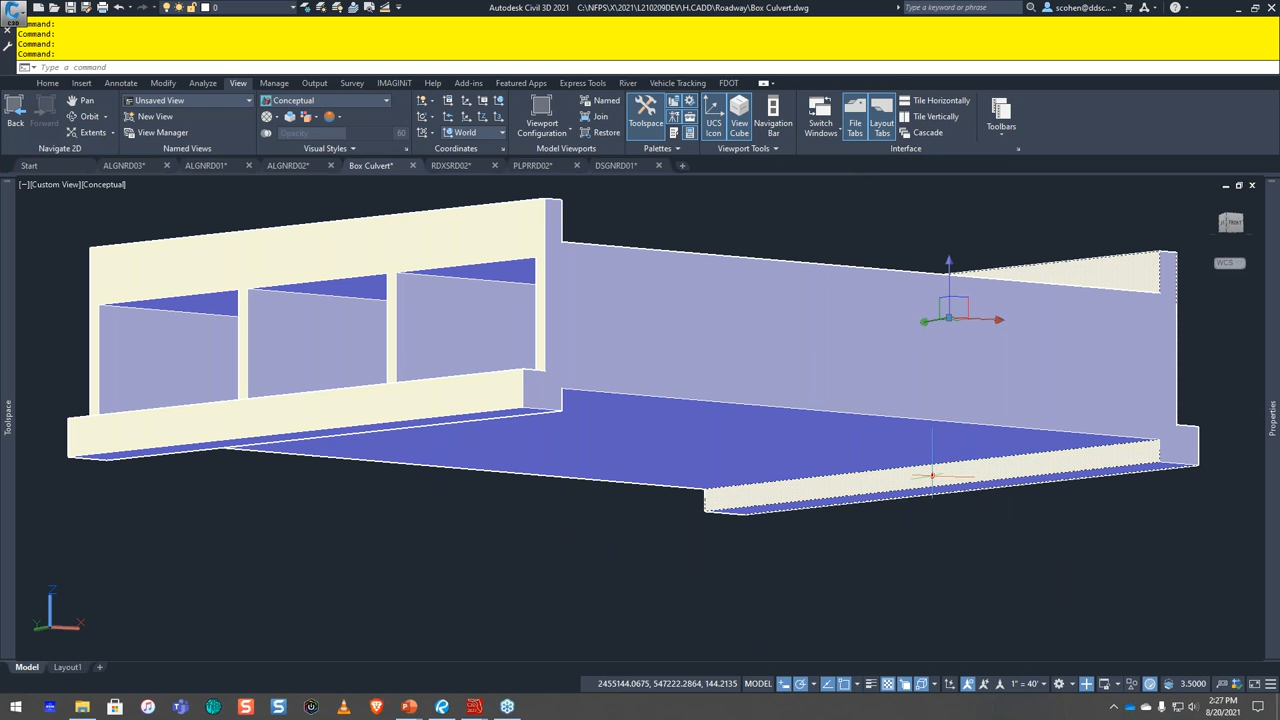 Autodesk Civil 3D 2021 C:\NFPS\X\2021\L210209DEV\H.CADD\Roadway\Box Culvert.dwg
Type a keyword or phrase
scohen@ddsc...
0
Command:
Command:
Command:
Command:
Type a command
Home Insert Annotate Modify Analyze View Manage Output Survey IMAGINiT Help Add-ins Featured Apps Express Tools River Vehicle Tracking FDOT
Back
Forward
Pan
Orbit
Extents
Navigate 2D
Unsaved View
New View
View Manager
Named Views
Conceptual
Opacity 60
Visual Styles
World
Coordinates
Viewport
Configuration
Named
Join
Restore
Model Viewports
Toolspace
Palettes
UCS
Icon
View
Cube
Navigation
Bar
Viewport Tools
Switch
Windows
File
Tabs
Layout
Tabs
Tile Horizontally
Tile Vertically
Cascade
Interface
Toolbars
Start ALGNRD03* ALGNRD01* ALGNRD02* Box Culvert* RDXSRD02* PLPRRD02* DSGNRD01*
[−][Custom View][Conceptual]
FRONT
WCS
Toolspace
Properties
Z
Y
X
Model Layout1
2455144.0675, 547222.2864, 144.2135 MODEL 1" = 40' 3.5000
2:27 PM
8/20/2021